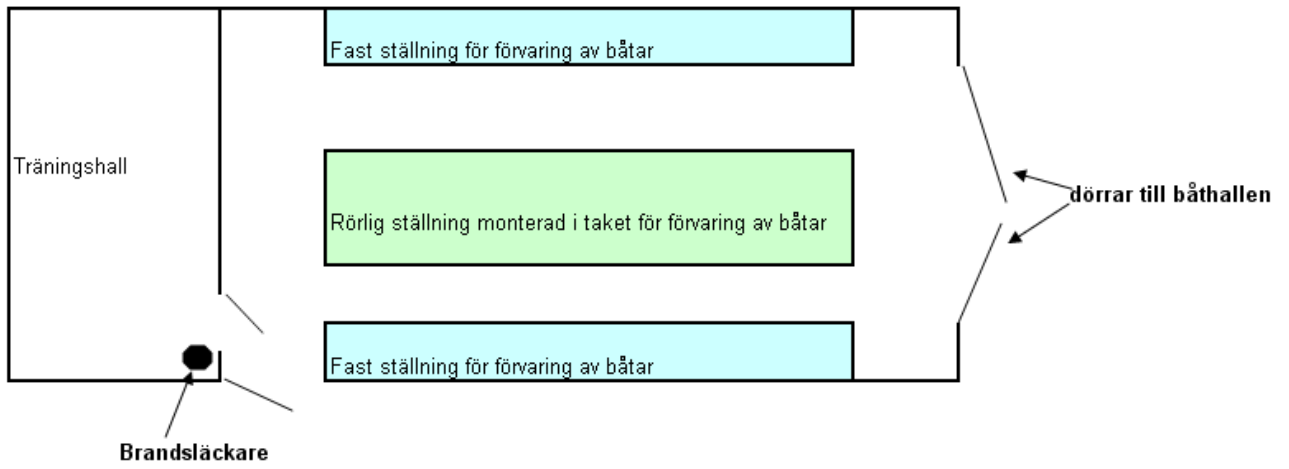 Fast ställning för förvaring av båtar
Träningshall
dörrar till båthallen
Rörlig ställning monterad i taket för förvaring av båtar
Fast ställning för förvaring av båtar
Brandsläckare